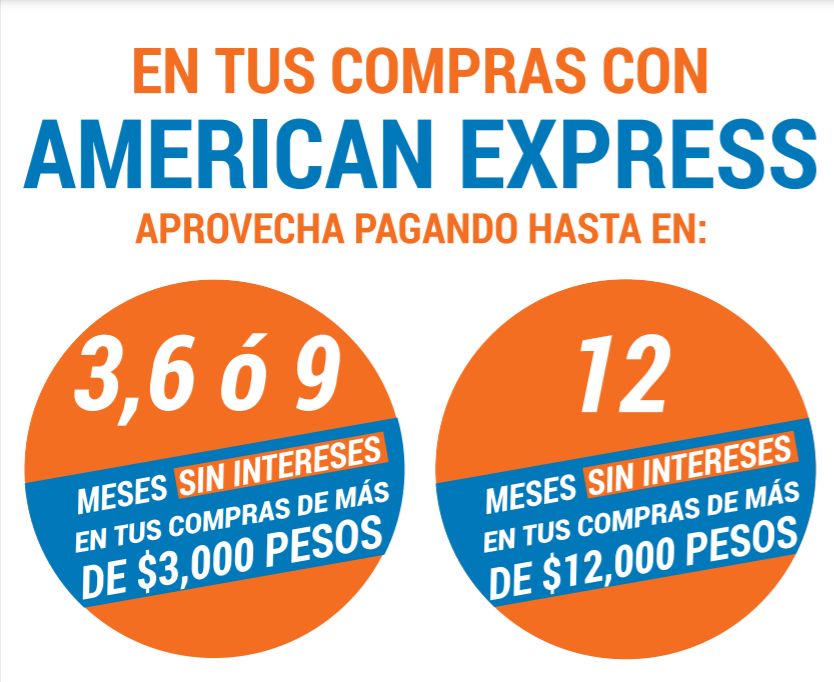 EN TUS COMPRAS CON
AMERICAN EXPRESS
APROVECHA PAGANDO HASTA EN:
3,6 ó 9
MESES SIN INTERESES
EN TUS COMPRAS DE MÁS
DE $3,000 PESOS
12
MESES SIN INTERESES
EN TUS COMPRAS DE MÁS
DE $12,000 PESOS